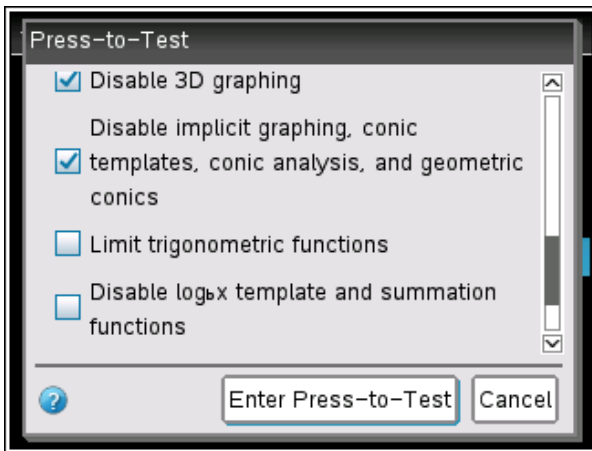 Press-to-Test
Disable 3D graphing
Disable implicit graphing, conic
templates, conic analysis, and geometric
conics
Limit trigonometric functions
Disable logьx template and summation
functions
?
Enter Press-to-Test
Cancel